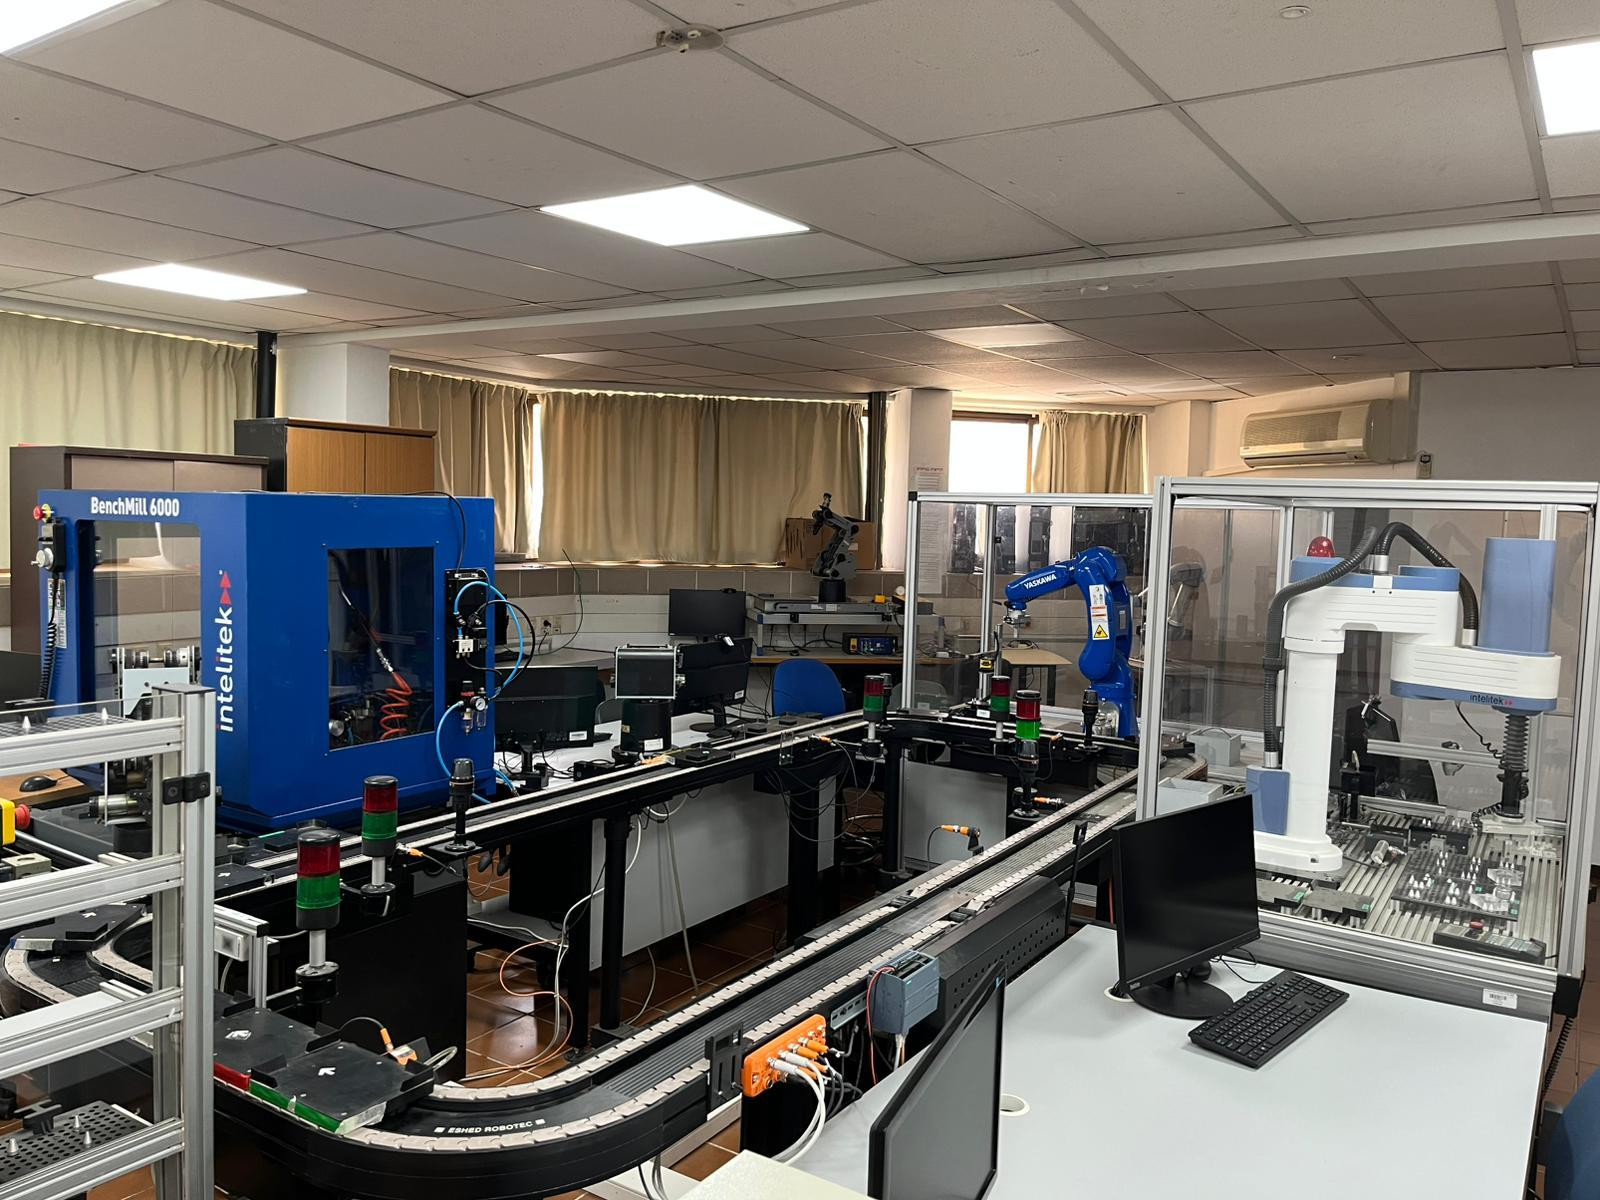 BenchMill 6000
intelitek
YASKAWA
intelitek
ESHED ROBOTEC